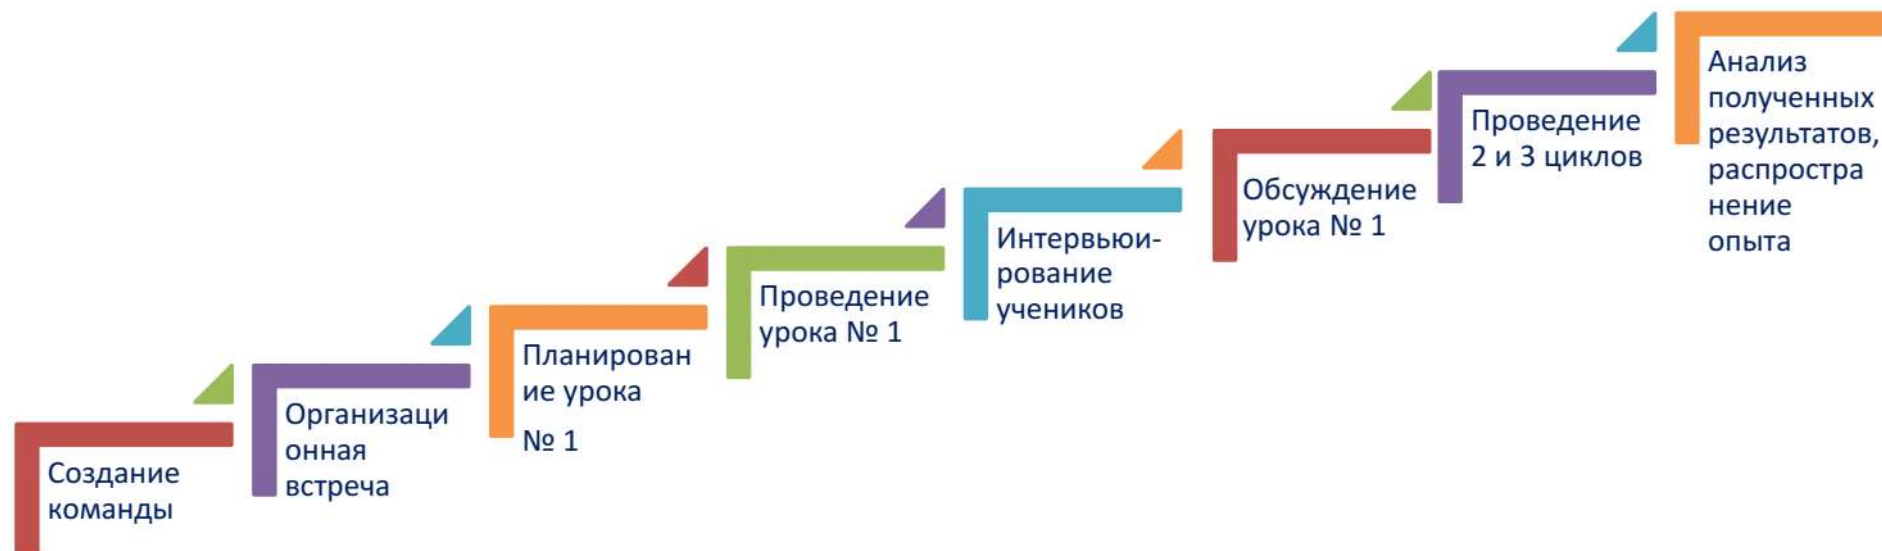 Создание
команды
Организаци
онная
встреча
Планирован
ие урока
№ 1
Проведение
урока № 1
Интервьюи-
рование
учеников
Обсуждение
урока № 1
Проведение
2 и 3 циклов
Анализ
полученных
результатов,
распростра
нение
опыта